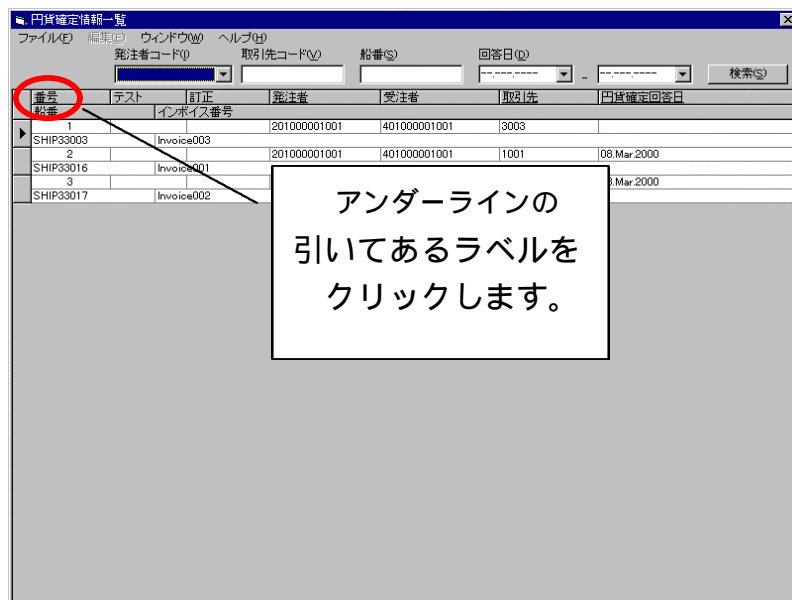 円貨確定情報一覧
ファイル(F) 編集(E) ウィンドウ(W) ヘルプ(H)
発注者コード(I) 取引先コード(V) 船番(S) 回答日(D)
--.---.---- - --.---.---- 検索(S)
番号 テスト 訂正 発注者 受注者 取引先 円貨確定回答日
船番 インボイス番号
1 201000001001 401000001001 3003
SHIP33003 Invoice003
2 201000001001 401000001001 1001 08.Mar.2000
SHIP33016 Invoice001
3 .Mar.2000
SHIP33017 Invoice002
アンダーラインの
引いてあるラベルを
クリックします。